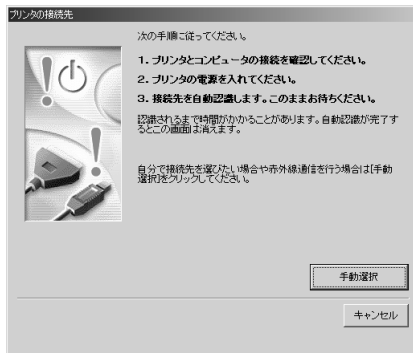 プリンタの接続先
次の手順に従ってください。
1. プリンタとコンピュータの接続を確認してください。
2. プリンタの電源を入れてください。
3. 接続先を自動認識します。このままお待ちください。
認識されるまで時間がかかることがあります。自動認識が完了す
るとこの画面は消えます。
自分で接続先を選びたい場合や赤外線通信を行う場合は[手動
選択]をクリックしてください。
手動選択
キャンセル